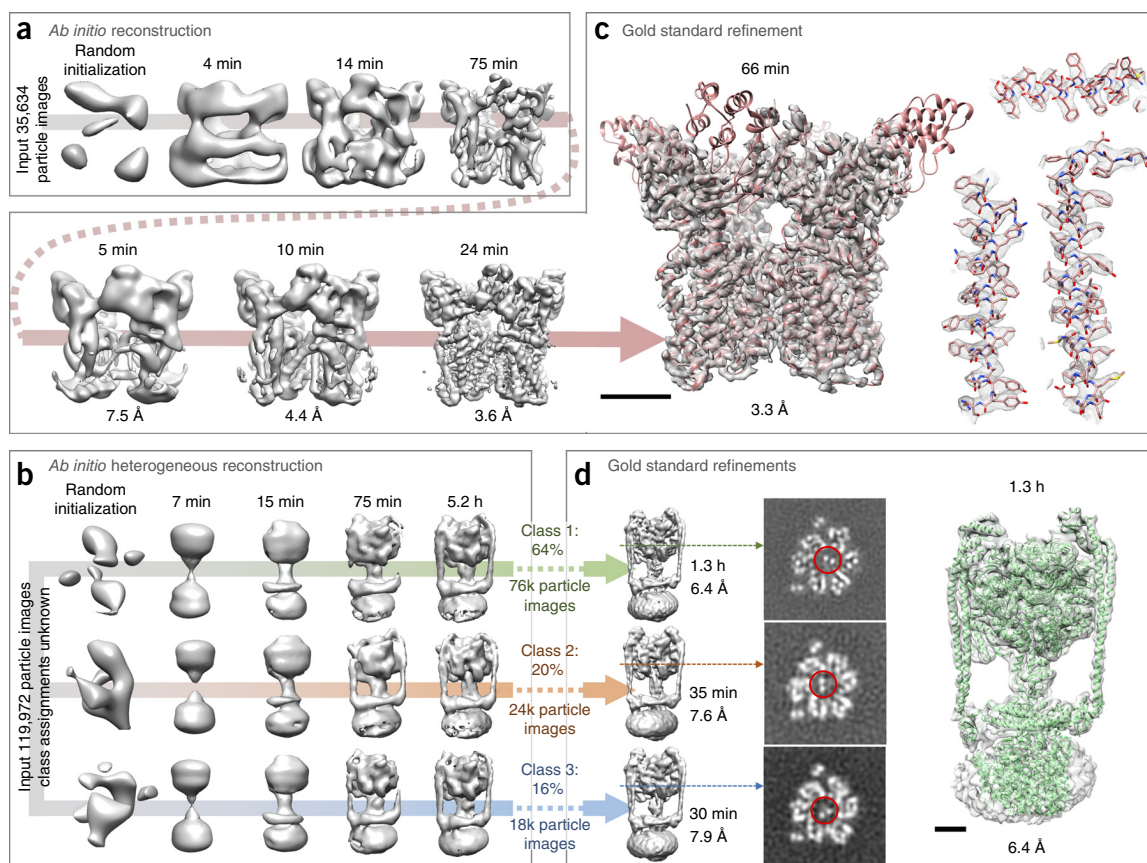 a Ab initio reconstruction
Input 35,634
particle images
Random
initialization
4 min
14 min
75 min
5 min
10 min
24 min
7.5 Å
4.4 Å
3.6 Å
c Gold standard refinement
66 min
3.3 Å
b Ab initio heterogeneous reconstruction
Input 119,972 particle images
class assignments unknown
Random
initialization
7 min
15 min
75 min
5.2 h
Class 1:
64%
76k particle
images
Class 2:
20%
24k particle
images
Class 3:
16%
18k particle
images
d Gold standard refinements
1.3 h
6.4 Å
35 min
7.6 Å
30 min
7.9 Å
1.3 h
6.4 Å